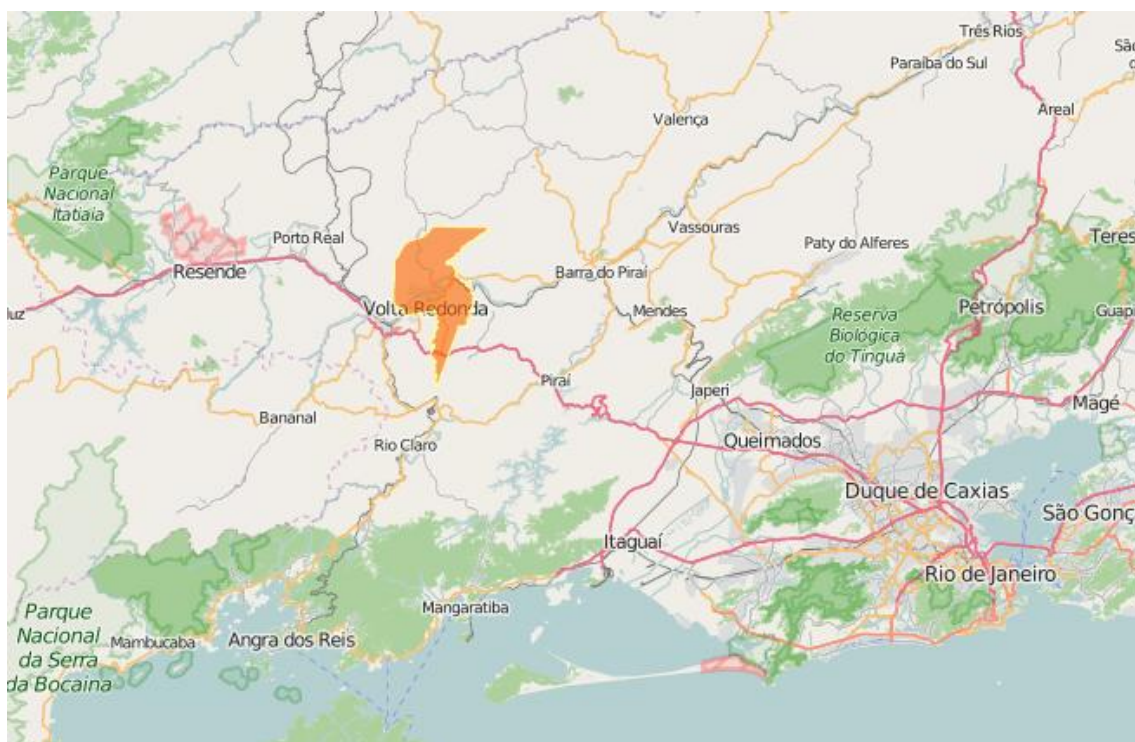 Três Rios
São
Paraíba do Sul
Areal
Valença
Parque
Nacional
Itatiaia
Porto Real
Vassouras
Paty do Alferes
Teres
Resende
Barra do Piraí
luz
Volta Redonda
Mendes
Reserva
Biológica
do Tinguá
Petrópolis
Guapi
Piraí
Japeri
Magé
Bananal
Rio Claro
Queimados
Duque de Caxias
São Gonç
Itaguaí
Rio de Janeiro
Mangaratiba
Parque
Nacional
da Serra
da Bocaina
Mambucaba
Angra dos Reis